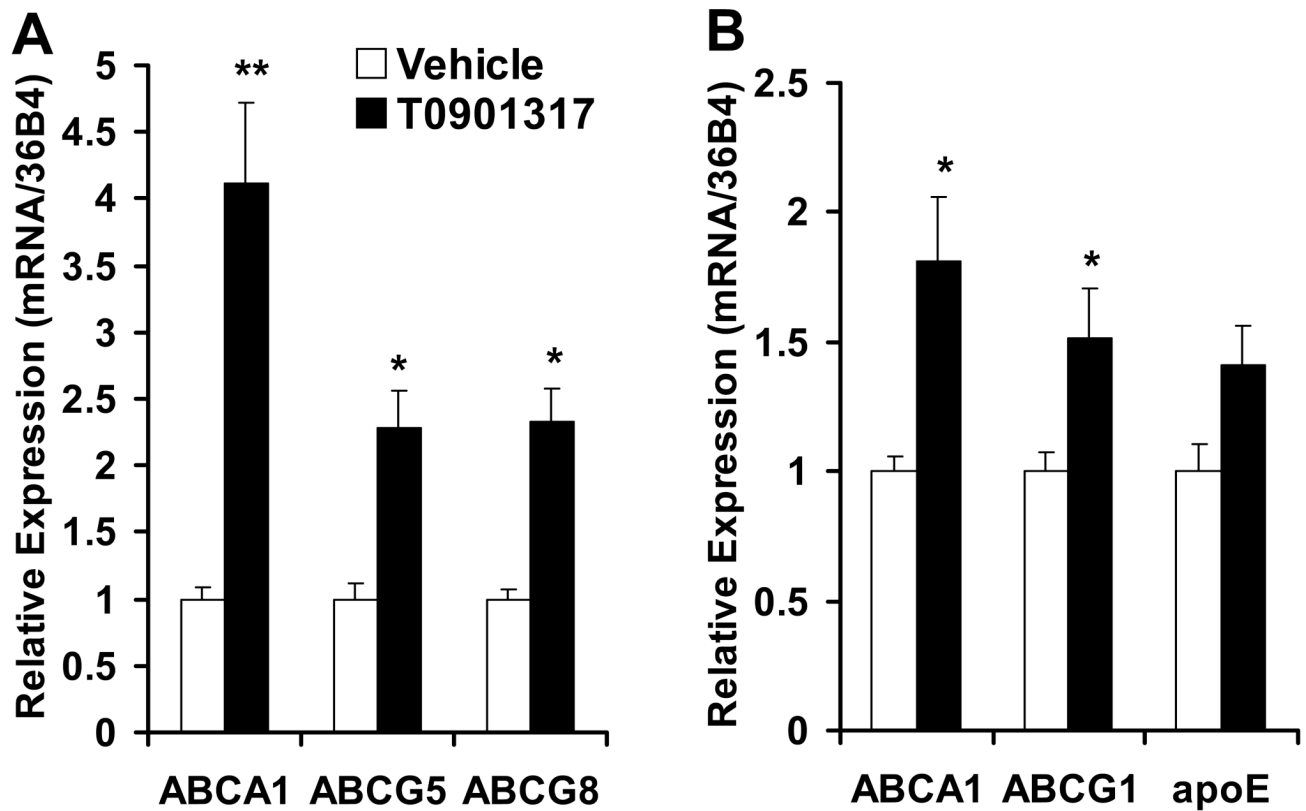 A
Relative Expression (mRNA/36B4)
5
4.5
4
3.5
3
2.5
2
1.5
1
0.5
0
**
*
*
Vehicle
T0901317
ABCA1 ABCG5 ABCG8
B
Relative Expression (mRNA/36B4)
2.5
2
1.5
1
0.5
0
*
*
ABCA1 ABCG1 apoE